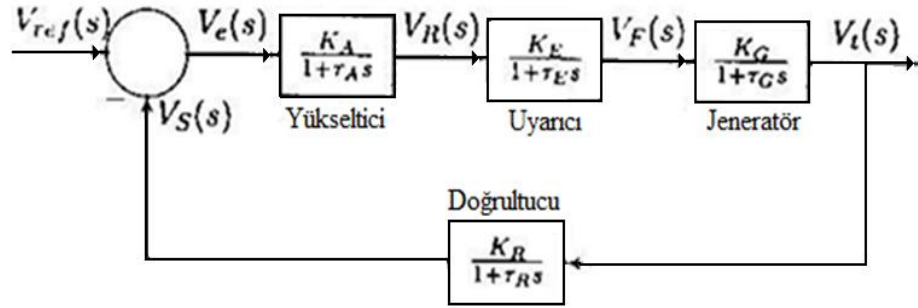 V_ref(s) V_e(s) V_R(s) V_F(s) V_t(s)
K_A / 1+τ_A s K_E / 1+τ_E s K_G / 1+τ_G s
− V_S(s)
Yükseltici Uyarıcı Jeneratör
Doğrultucu
K_R / 1+τ_R s